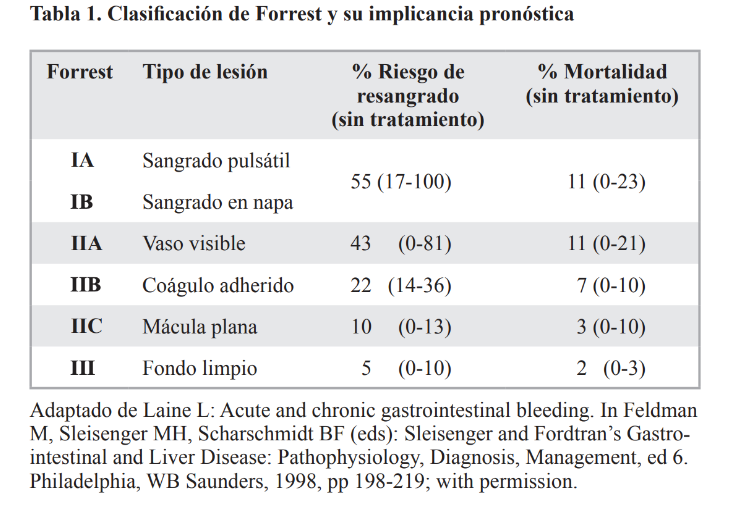 Tabla 1. Clasificación de Forrest y su implicancia pronóstica
Forrest Tipo de lesión % Riesgo de % Mortalidad
resangrado (sin tratamiento)
(sin tratamiento)
IA Sangrado pulsátil
55 (17-100) 11 (0-23)
IB Sangrado en napa
IIA Vaso visible 43 (0-81) 11 (0-21)
IIB Coágulo adherido 22 (14-36) 7 (0-10)
IIC Mácula plana 10 (0-13) 3 (0-10)
III Fondo limpio 5 (0-10) 2 (0-3)
Adaptado de Laine L: Acute and chronic gastrointestinal bleeding. In Feldman
M, Sleisenger MH, Scharschmidt BF (eds): Sleisenger and Fordtran’s Gastro-
intestinal and Liver Disease: Pathophysiology, Diagnosis, Management, ed 6.
Philadelphia, WB Saunders, 1998, pp 198-219; with permission.